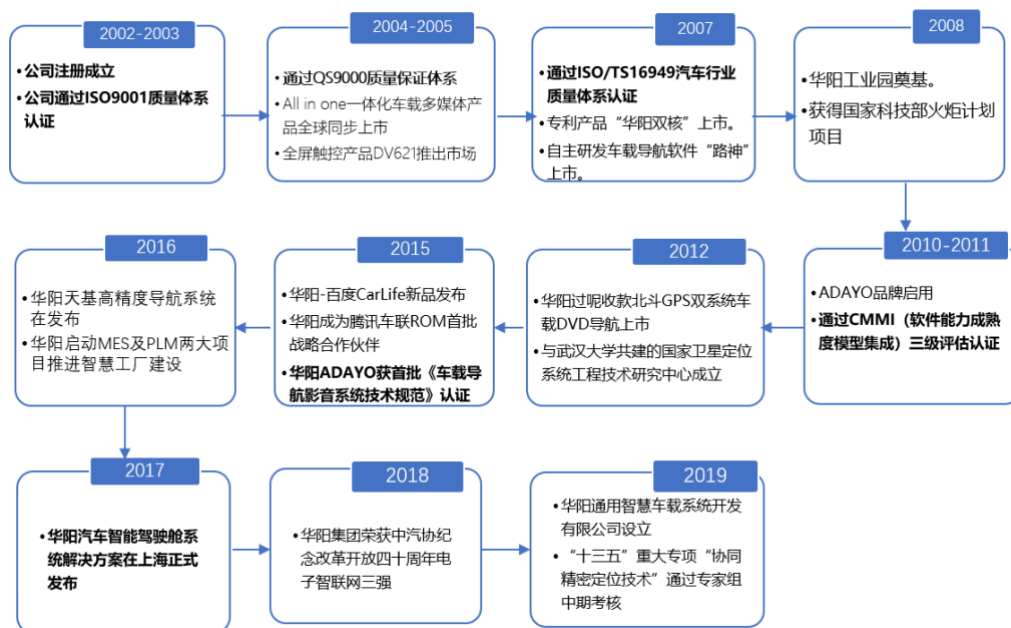 2002-2003
•公司注册成立
•公司通过ISO9001质量体系
认证
2004-2005
•通过QS9000质量保证体系
•All in one一体化车载多媒体产
品全球同步上市
•全屏触控产品DV621推出市场
2007
•通过ISO/TS16949汽车行业
质量体系认证
•专利产品“华阳双核”上市。
•自主研发车载导航软件“路神”
上市。
2008
•华阳工业园奠基。
•获得国家科技部火炬计划
项目
2010-2011
•ADAYO品牌启用
•通过CMMI（软件能力成熟
度模型集成）三级评估认证
2012
•华阳过呢收款北斗GPS双系统车
载DVD导航上市
•与武汉大学共建的国家卫星定位
系统工程技术研究中心成立
2015
•华阳-百度CarLife新品发布
•华阳成为腾讯车联ROM首批
战略合作伙伴
•华阳ADAYO获首批《车载导
航影音系统技术规范》认证
2016
•华阳天基高精度导航系统
在发布
•华阳启动MES及PLM两大项
目推进智慧工厂建设
2017
•华阳汽车智能驾驶舱系
统解决方案在上海正式
发布
2018
•华阳集团荣获中汽协纪
念改革开放四十周年电
子智联网三强
2019
•华阳通用智慧车载系统开发
有限公司设立
•“十三五”重大专项“协同
精密定位技术”通过专家组
中期考核